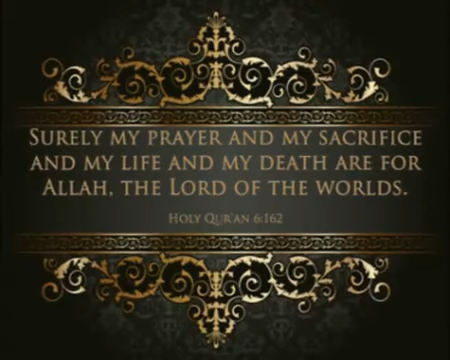 Surely my prayer and my sacrifice
and my life and my death are for
Allah, the Lord of the worlds.
Holy Qur'an 6:162